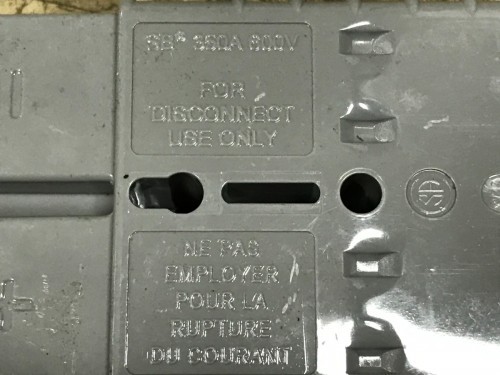 SB® 350A 600V
FOR
DISCONNECT
USE ONLY
NE PAS
EMPLOYER
POUR LA
RUPTURE
DU COURANT